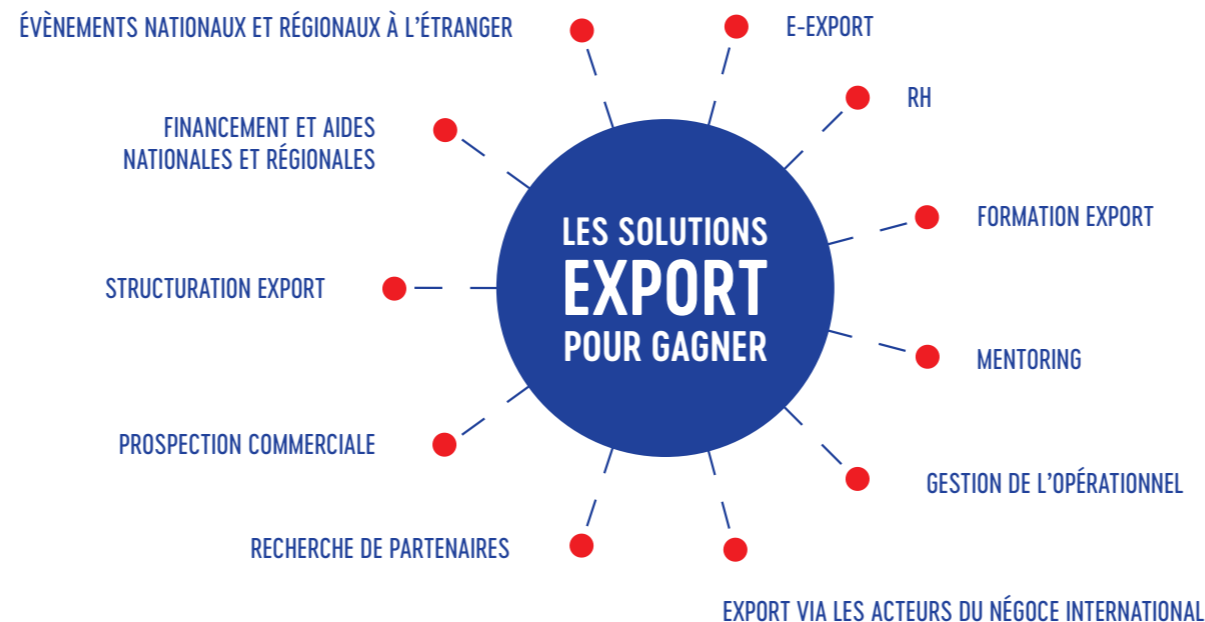 ÉVÈNEMENTS NATIONAUX ET RÉGIONAUX À L'ÉTRANGER
E-EXPORT
RH
FINANCEMENT ET AIDES
NATIONALES ET RÉGIONALES
FORMATION EXPORT
LES SOLUTIONS
EXPORT
POUR GAGNER
STRUCTURATION EXPORT
MENTORING
PROSPECTION COMMERCIALE
GESTION DE L'OPÉRATIONNEL
RECHERCHE DE PARTENAIRES
EXPORT VIA LES ACTEURS DU NÉGOCE INTERNATIONAL